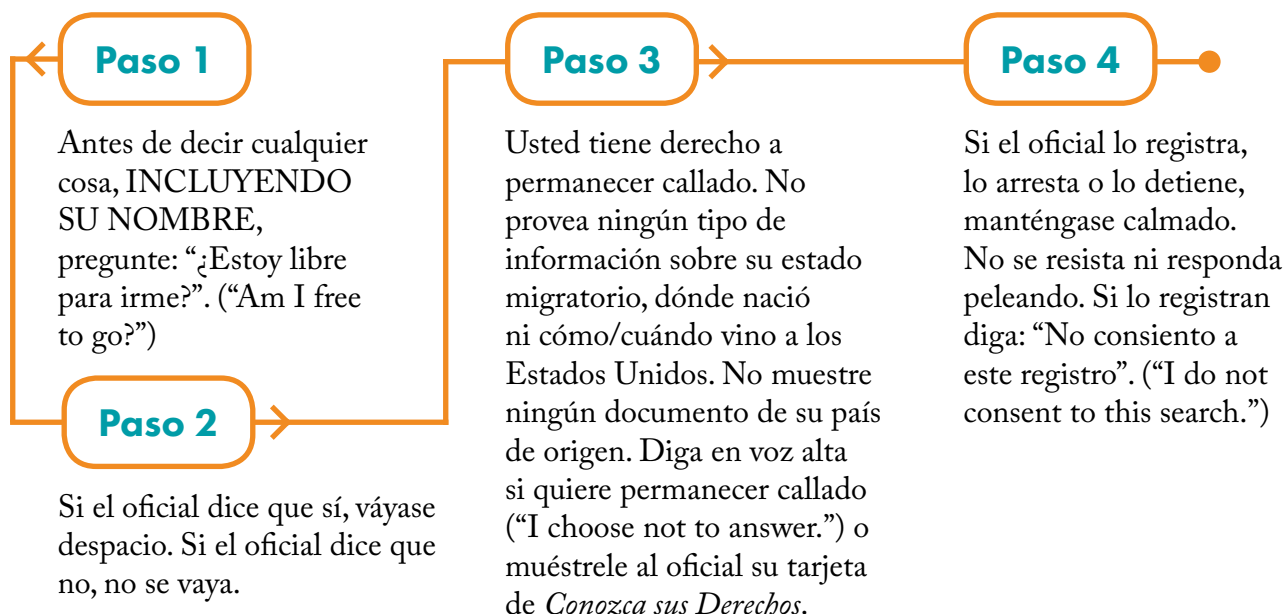 Paso 1
Antes de decir cualquier
cosa, INCLUYENDO
SU NOMBRE,
pregunte: “¿Estoy libre
para irme?”. (“Am I free
to go?”)
Paso 2
Si el oficial dice que sí, váyase
despacio. Si el oficial dice que
no, no se vaya.
Paso 3
Usted tiene derecho a
permanecer callado. No
provea ningún tipo de
información sobre su estado
migratorio, dónde nació
ni cómo/cuándo vino a los
Estados Unidos. No muestre
ningún documento de su país
de origen. Diga en voz alta
si quiere permanecer callado
(“I choose not to answer.”) o
muéstrele al oficial su tarjeta
de Conozca sus Derechos.
Paso 4
Si el oficial lo registra,
lo arresta o lo detiene,
manténgase calmado.
No se resista ni responda
peleando. Si lo registran
diga: “No consiento a
este registro”. (“I do not
consent to this search.”)